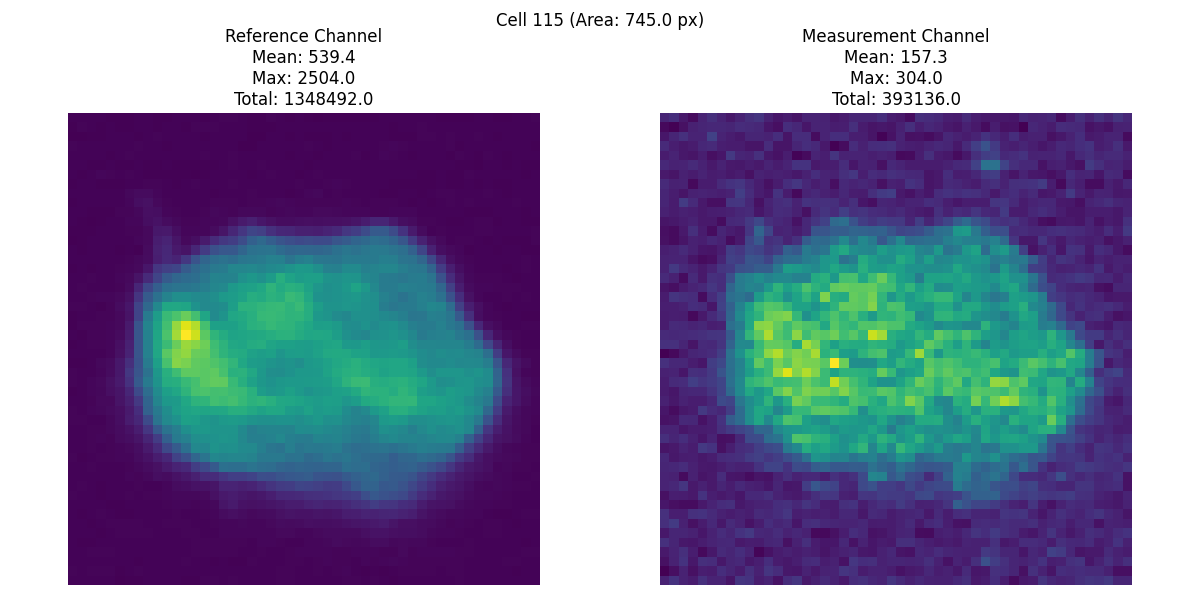 Cell 115 (Area: 745.0 px)
Reference Channel
Mean: 539.4
Max: 2504.0
Total: 1348492.0
Measurement Channel
Mean: 157.3
Max: 304.0
Total: 393136.0